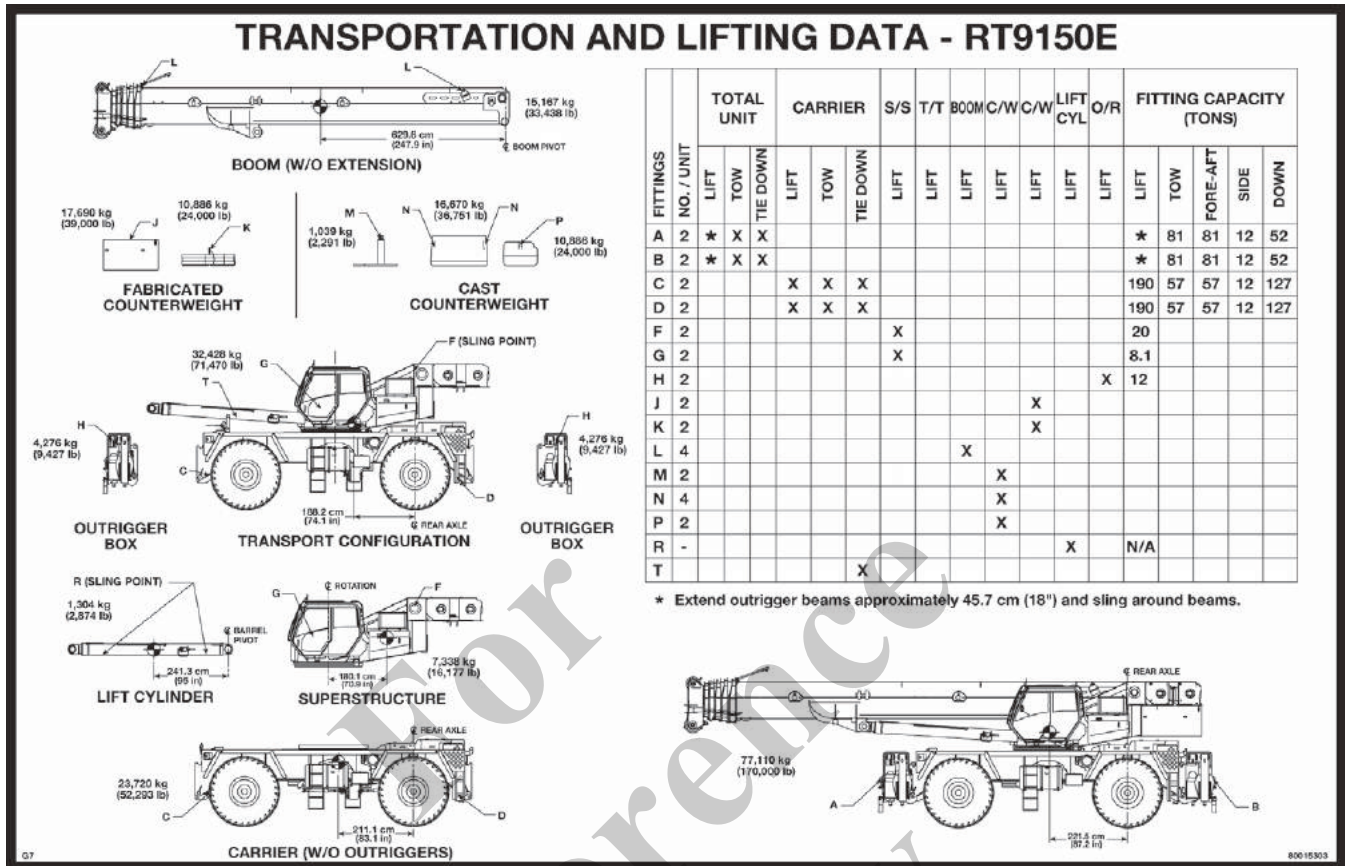 TRANSPORTATION AND LIFTING DATA - RT9150E
L
L
15,167 kg
(33,438 lb)
629.6 cm
(247.9 in)
℄ BOOM PIVOT
BOOM (W/O EXTENSION)
17,690 kg
(39,000 lb)
J
10,886 kg
(24,000 lb)
K
FABRICATED
COUNTERWEIGHT
M
1,039 kg
(2,291 lb)
N
16,670 kg
(36,751 lb)
N
P
10,886 kg
(24,000 lb)
CAST
COUNTERWEIGHT
32,428 kg
(71,470 lb)
G
F (SLING POINT)
T
H
4,276 kg
(9,427 lb)
OUTRIGGER
BOX
C
D
188.2 cm
(74.1 in)
℄ REAR AXLE
TRANSPORT CONFIGURATION
H
4,276 kg
(9,427 lb)
OUTRIGGER
BOX
R (SLING POINT)
1,304 kg
(2,874 lb)
℄ BARREL
PIVOT
241.3 cm
(95 in)
LIFT CYLINDER
℄ ROTATION
G
F
7,338 kg
(16,177 lb)
180.1 cm
(70.9 in)
SUPERSTRUCTURE
℄ REAR AXLE
23,720 kg
(52,293 lb)
C
D
211.1 cm
(83.1 in)
CARRIER (W/O OUTRIGGERS)
G7
FITTINGS NO. / UNIT TOTAL UNIT CARRIER S/S T/T BOOM C/W C/W LIFT CYL O/R FITTING CAPACITY (TONS)
LIFT TOW TIE DOWN LIFT TOW TIE DOWN LIFT LIFT LIFT LIFT LIFT LIFT LIFT LIFT TOW FORE-AFT SIDE DOWN
A 2 * X X * 81 81 12 52
B 2 * X X * 81 81 12 52
C 2 X X X 190 57 57 12 127
D 2 X X X 190 57 57 12 127
F 2 X 20
G 2 X 8.1
H 2 X 12
J 2 X
K 2 X
L 4 X
M 2 X
N 4 X
P 2 X
R - X N/A
T X
* Extend outrigger beams approximately 45.7 cm (18") and sling around beams.
℄ REAR AXLE
77,110 kg
(170,000 lb)
A
B
221.5 cm
(87.2 in)
80015303
For